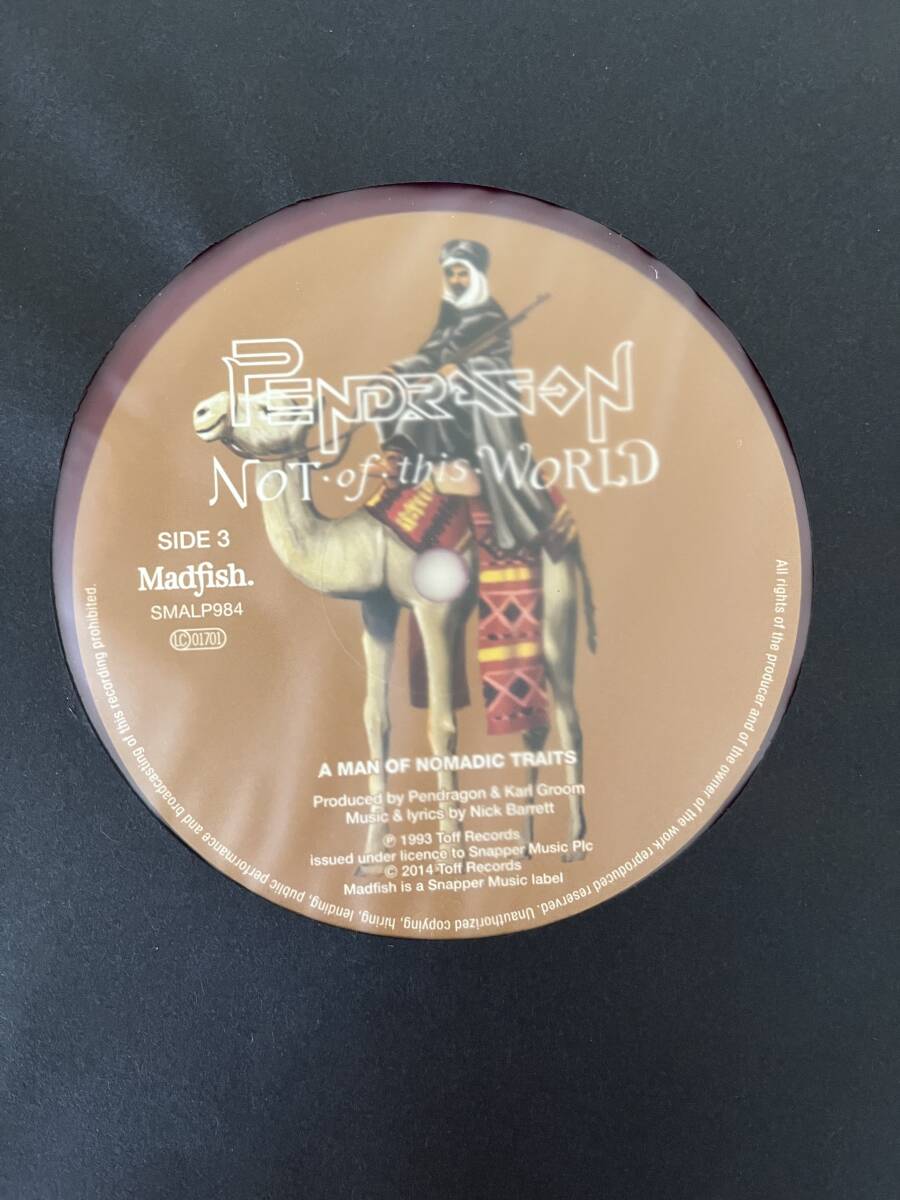 PENDRAGON
NOT·of·this·WORLD
SIDE 3
Madfish.
SMALP984
LC 01701
A MAN OF NOMADIC TRAITS
Produced by Pendragon & Karl Groom
Music & lyrics by Nick Barrett
℗ 1993 Toff Records
issued under licence to Snapper Music Plc
© 2014 Toff Records
Madfish is a Snapper Music label
All rights of the producer and of the owner of the work reproduced reserved. Unauthorized copying, hiring, lending, public performance and broadcasting of this recording prohibited.